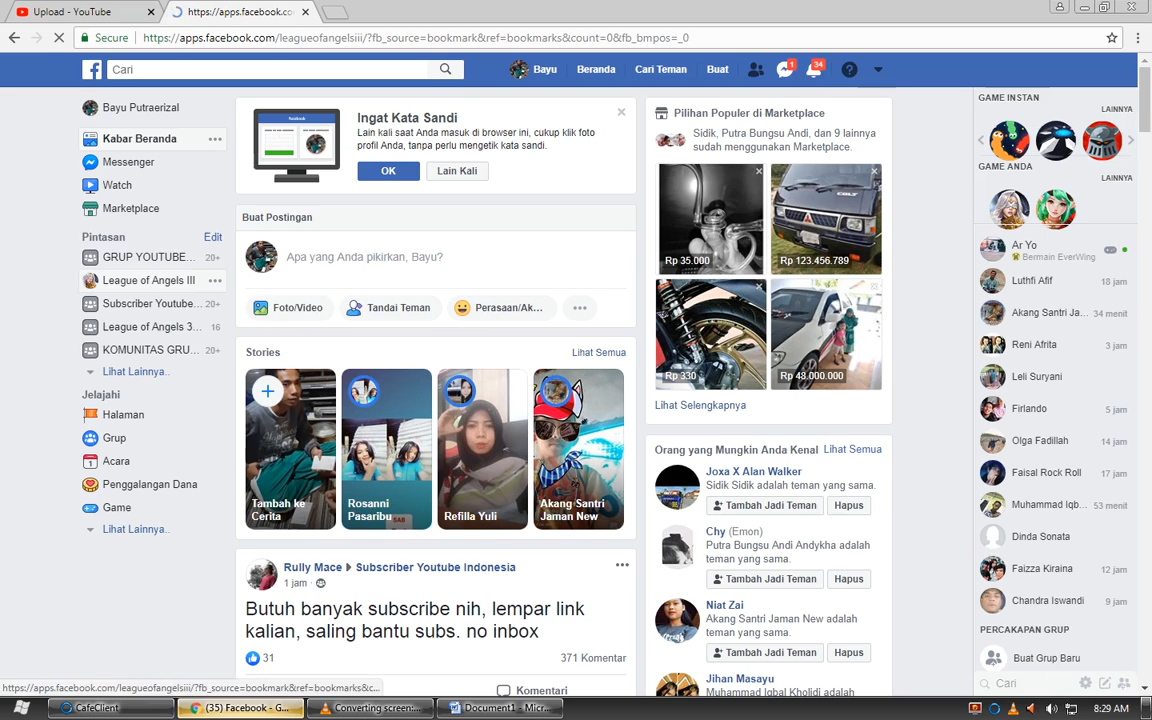 Upload - YouTube
https://apps.facebook.co
Secure
https://apps.facebook.com/leagueofangelsiii/?fb_source=bookmark&ref=bookmarks&count=0&fb_bmpos=_0
Cari
Bayu
Beranda
Cari Teman
Buat
1
34
Bayu Putraerizal
Kabar Beranda
Messenger
Watch
Marketplace
Pintasan
Edit
GRUP YOUTUBE... 20+
League of Angels III
Subscriber Youtube... 20+
League of Angels 3... 16
KOMUNITAS GRU... 20+
Lihat Lainnya..
Jelajahi
Halaman
Grup
1 Acara
Penggalangan Dana
Game
Lihat Lainnya..
Ingat Kata Sandi
Lain kali saat Anda masuk di browser ini, cukup klik foto
profil Anda, tanpa perlu mengetik kata sandi.
OK
Lain Kali
Buat Postingan
Apa yang Anda pikirkan, Bayu?
Foto/Video
Tandai Teman
Perasaan/Ak...
Stories
Lihat Semua
Tambah ke
Cerita
Rosanni
Pasaribu
SAB
Refilla Yuli
Akang Santri
Jaman New
Rully Mace
Subscriber Youtube Indonesia
1 jam
Butuh banyak subscribe nih, lempar link
kalian, saling bantu subs. no inbox
31
371 Komentar
Komentari
Pilihan Populer di Marketplace
Sidik, Putra Bungsu Andi, dan 9 lainnya
sudah menggunakan Marketplace.
Rp 35.000
COLT
Rp 123.456.789
Rp 330
Rp 48.000.000
Lihat Selengkapnya
Orang yang Mungkin Anda Kenal
Lihat Semua
Joxa X Alan Walker
Sidik Sidik adalah teman yang sama.
Tambah Jadi Teman
Hapus
Chy (Emon)
Putra Bungsu Andi Andykha adalah
teman yang sama.
Tambah Jadi Teman
Hapus
Niat Zai
Akang Santri Jaman New adalah
teman yang sama.
Tambah Jadi Teman
Hapus
Jihan Masayu
Muhammad Iqbal Kholidi adalah
GAME INSTAN
LAINNYA
GAME ANDA
LAINNYA
Ar Yo
Bermain EverWing
Luthfi Afif 18 jam
Akang Santri Ja... 34 menit
Reni Afrita 3 jam
Leli Suryani
Firlando 5 jam
Olga Fadillah 14 jam
Faisal Rock Roll 17 jam
Muhammad Iqb... 53 menit
Dinda Sonata
Faizza Kiraina 12 jam
Chandra Iswandi 9 jam
PERCAKAPAN GRUP
Buat Grup Baru
Cari
https://apps.facebook.com/leagueofangelsiii/?fb_source=bookmark&ref=bookmarks&c...
CafeClient
(35) Facebook - G...
Converting screen:...
Document1 - Micr...
8:29 AM